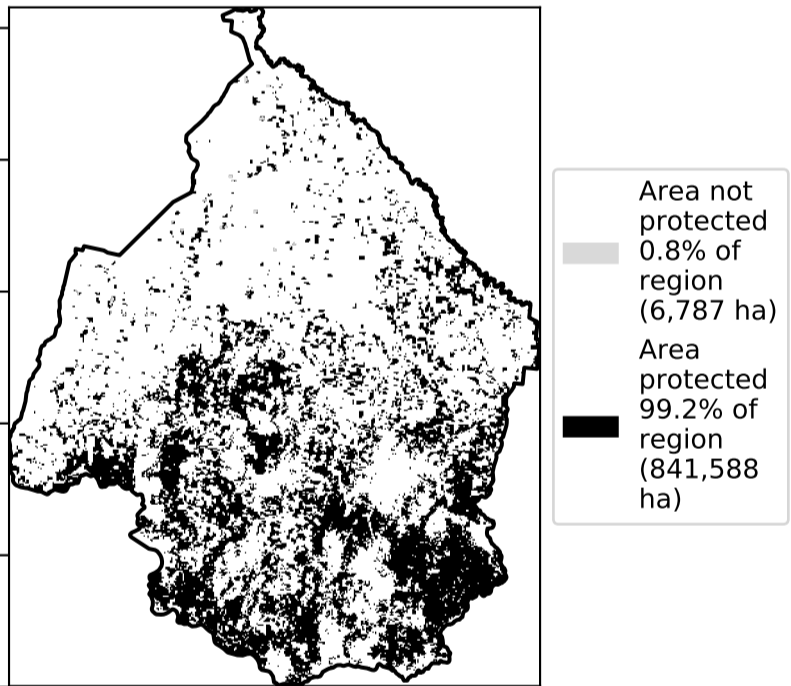 Area not
protected
0.8% of
region
(6,787 ha)
Area
protected
99.2% of
region
(841,588
ha)